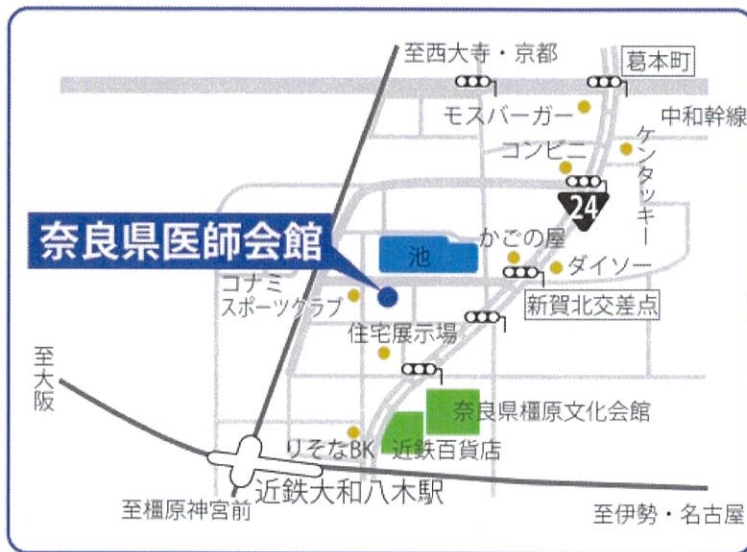 至西大寺・京都
葛本町
モスバーガー
中和幹線
コンビニ
ケンタッキー
24
奈良県医師会館
池
かごの屋
ダイソー
コナミ
スポーツクラブ
新賀北交差点
住宅展示場
至大阪
奈良県橿原文化会館
りそなBK
近鉄百貨店
近鉄大和八木駅
至橿原神宮前
至伊勢・名古屋